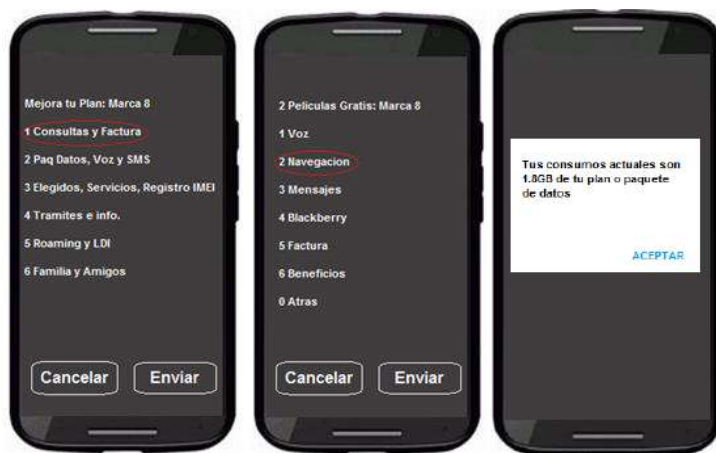 Mejora tu Plan: Marca 8
1 Consultas y Factura
2 Paq Datos, Voz y SMS
3 Elegidos, Servicios, Registro IMEI
4 Tramites e info.
5 Roaming y LDI
6 Familia y Amigos
Cancelar
Enviar
2 Peliculas Gratis: Marca 8
1 Voz
2 Navegacion
3 Mensajes
4 Blackberry
5 Factura
6 Beneficios
0 Atras
Cancelar
Enviar
Tus consumos actuales son
1.8GB de tu plan o paquete
de datos
ACEPTAR